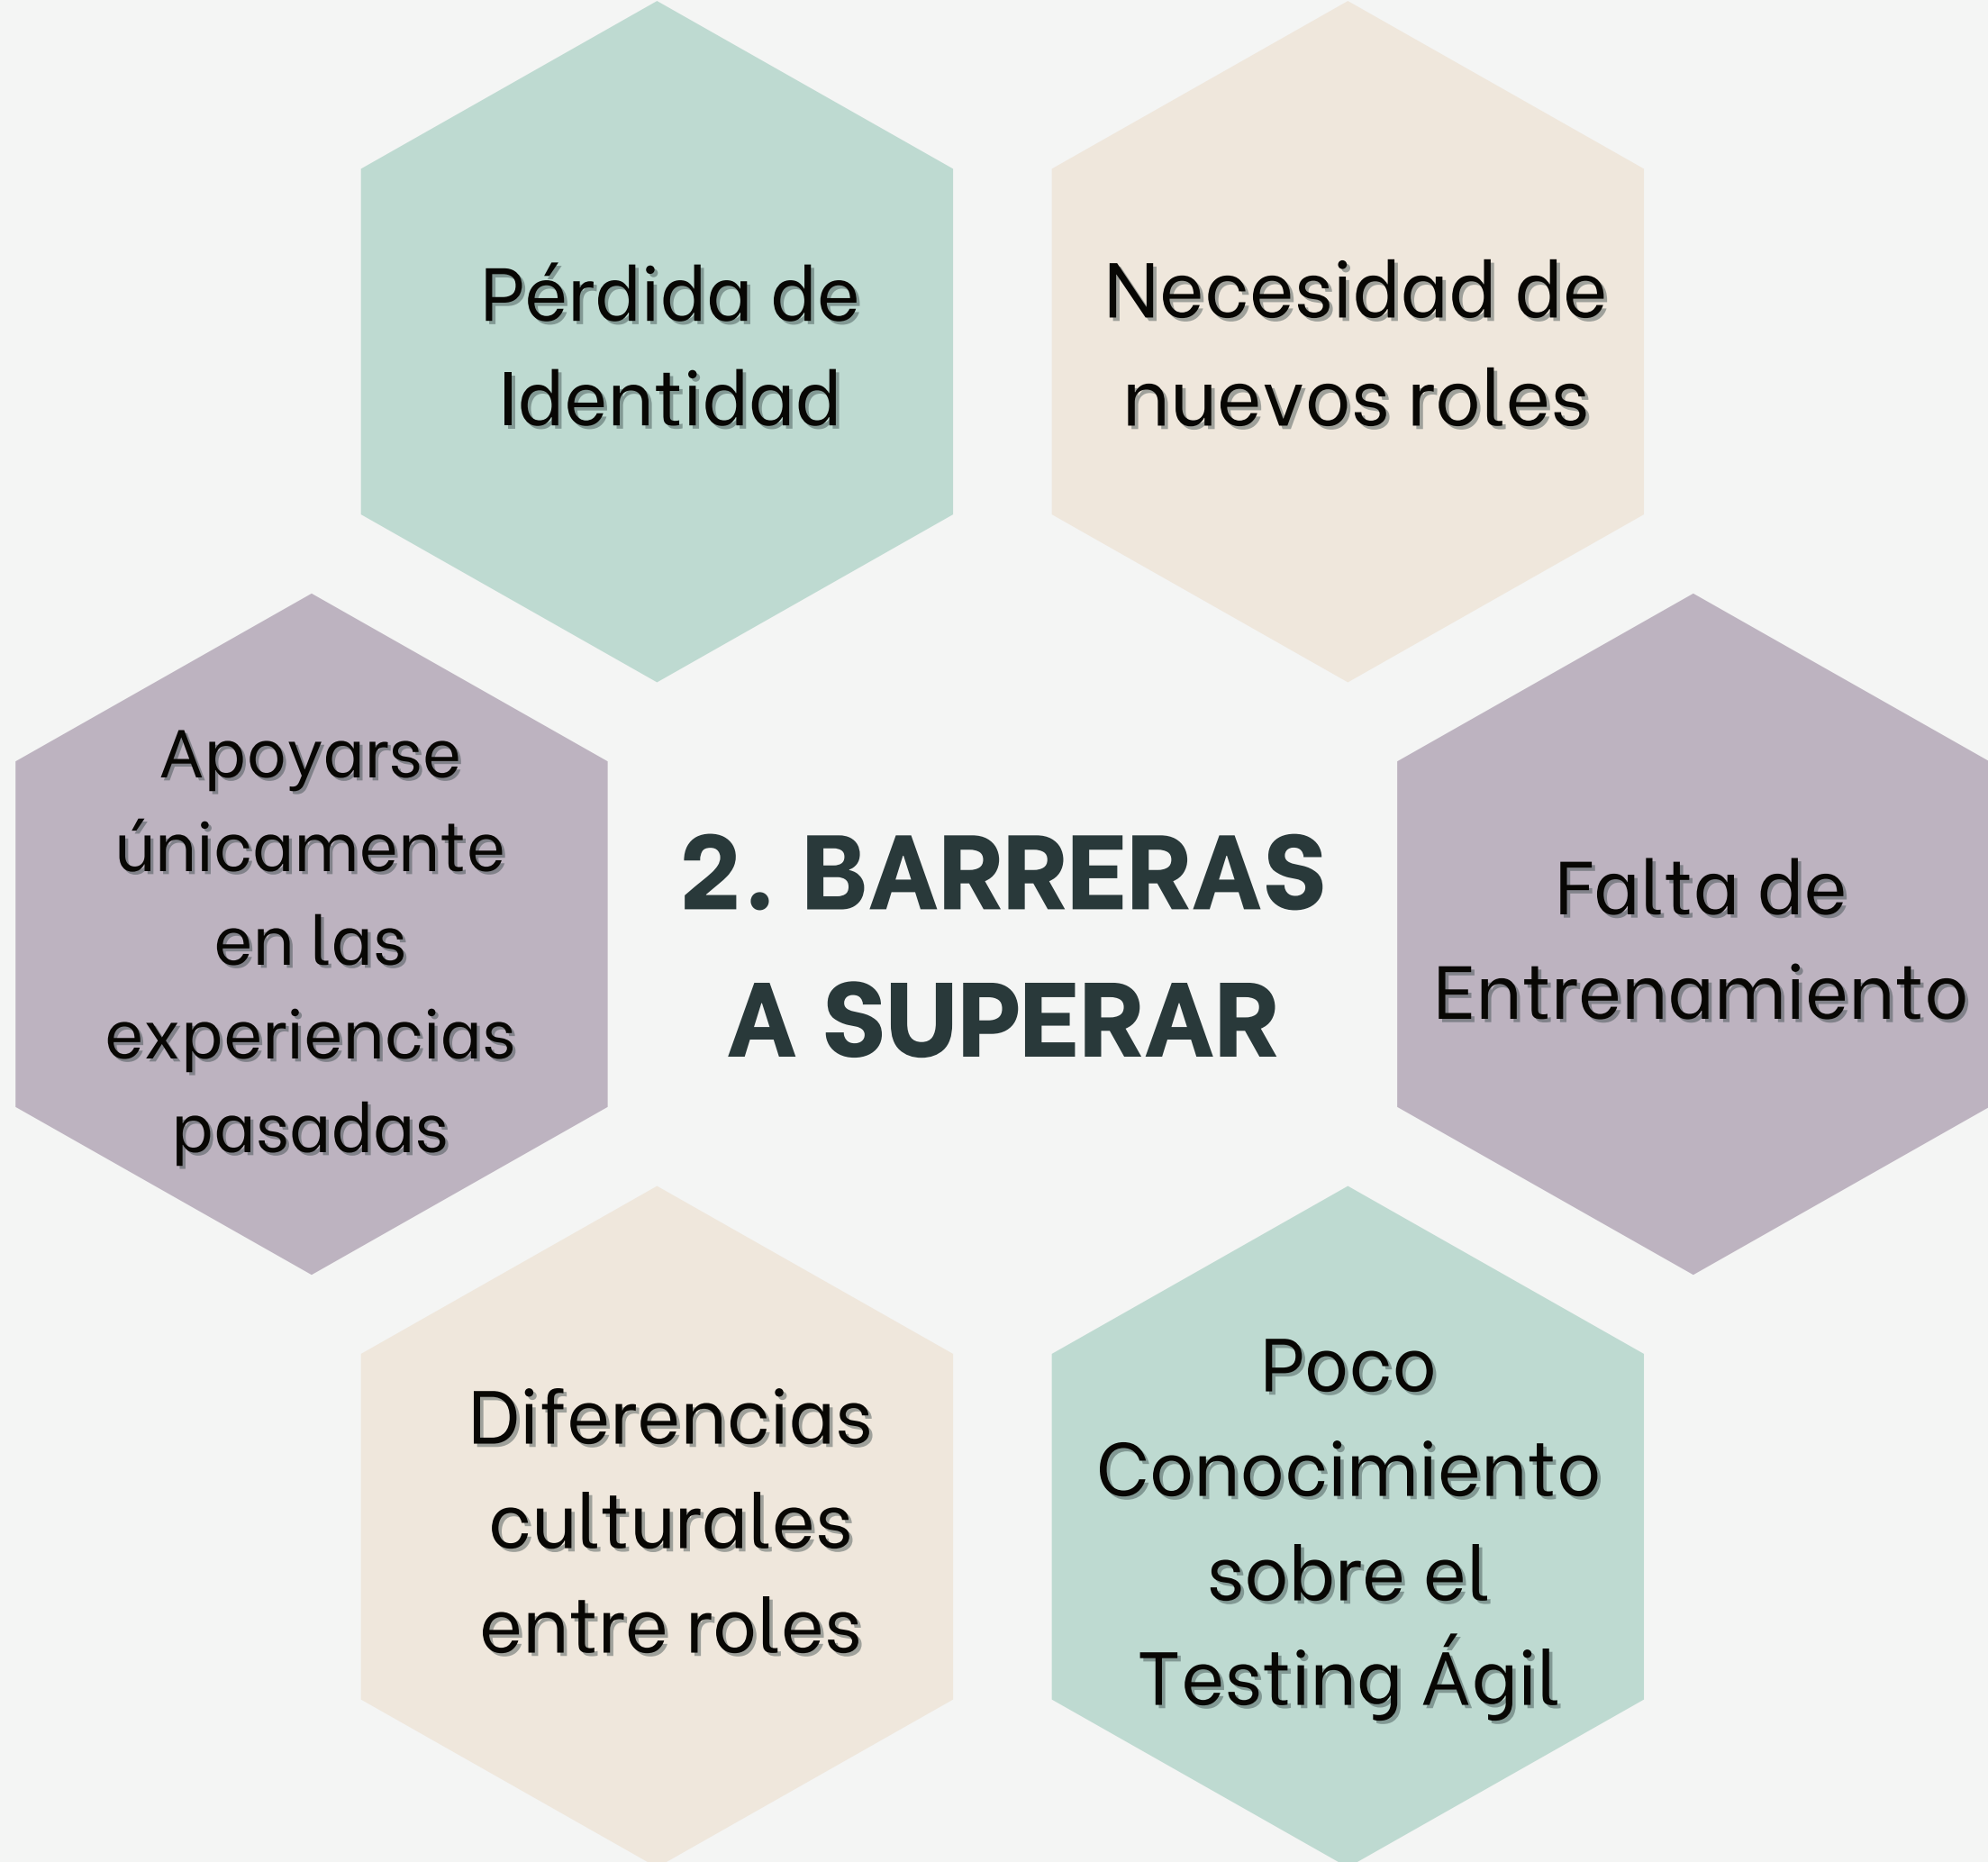 Pérdida de
Identidad
Necesidad de
nuevos roles
Apoyarse
únicamente
en las
experiencias
pasadas
2. BARRERAS
A SUPERAR
Falta de
Entrenamiento
Diferencias
culturales
entre roles
Poco
Conocimiento
sobre el
Testing Ágil